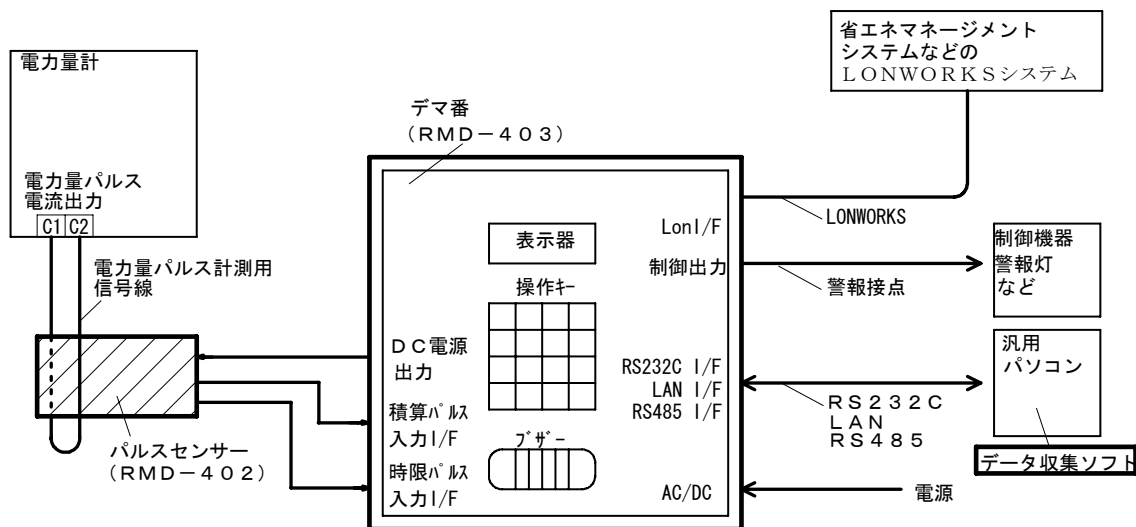 電力量計
電力量パルス
電流出力
C1 C2
電力量パルス計測用
信号線
パルスセンサー
(RMD-402)
デマ番
(RMD-403)
表示器
操作キー
DC電源
出力
積算パルス
入力I/F
時限パルス
入力I/F
ブザー
LonI/F
制御出力
RS232C I/F
LAN I/F
RS485 I/F
AC/DC
省エネマネージメント
システムなどの
LONWORKSシステム
LONWORKS
警報接点
制御機器
警報灯
など
汎用
パソコン
RS232C
LAN
RS485
データ収集ソフト
電源